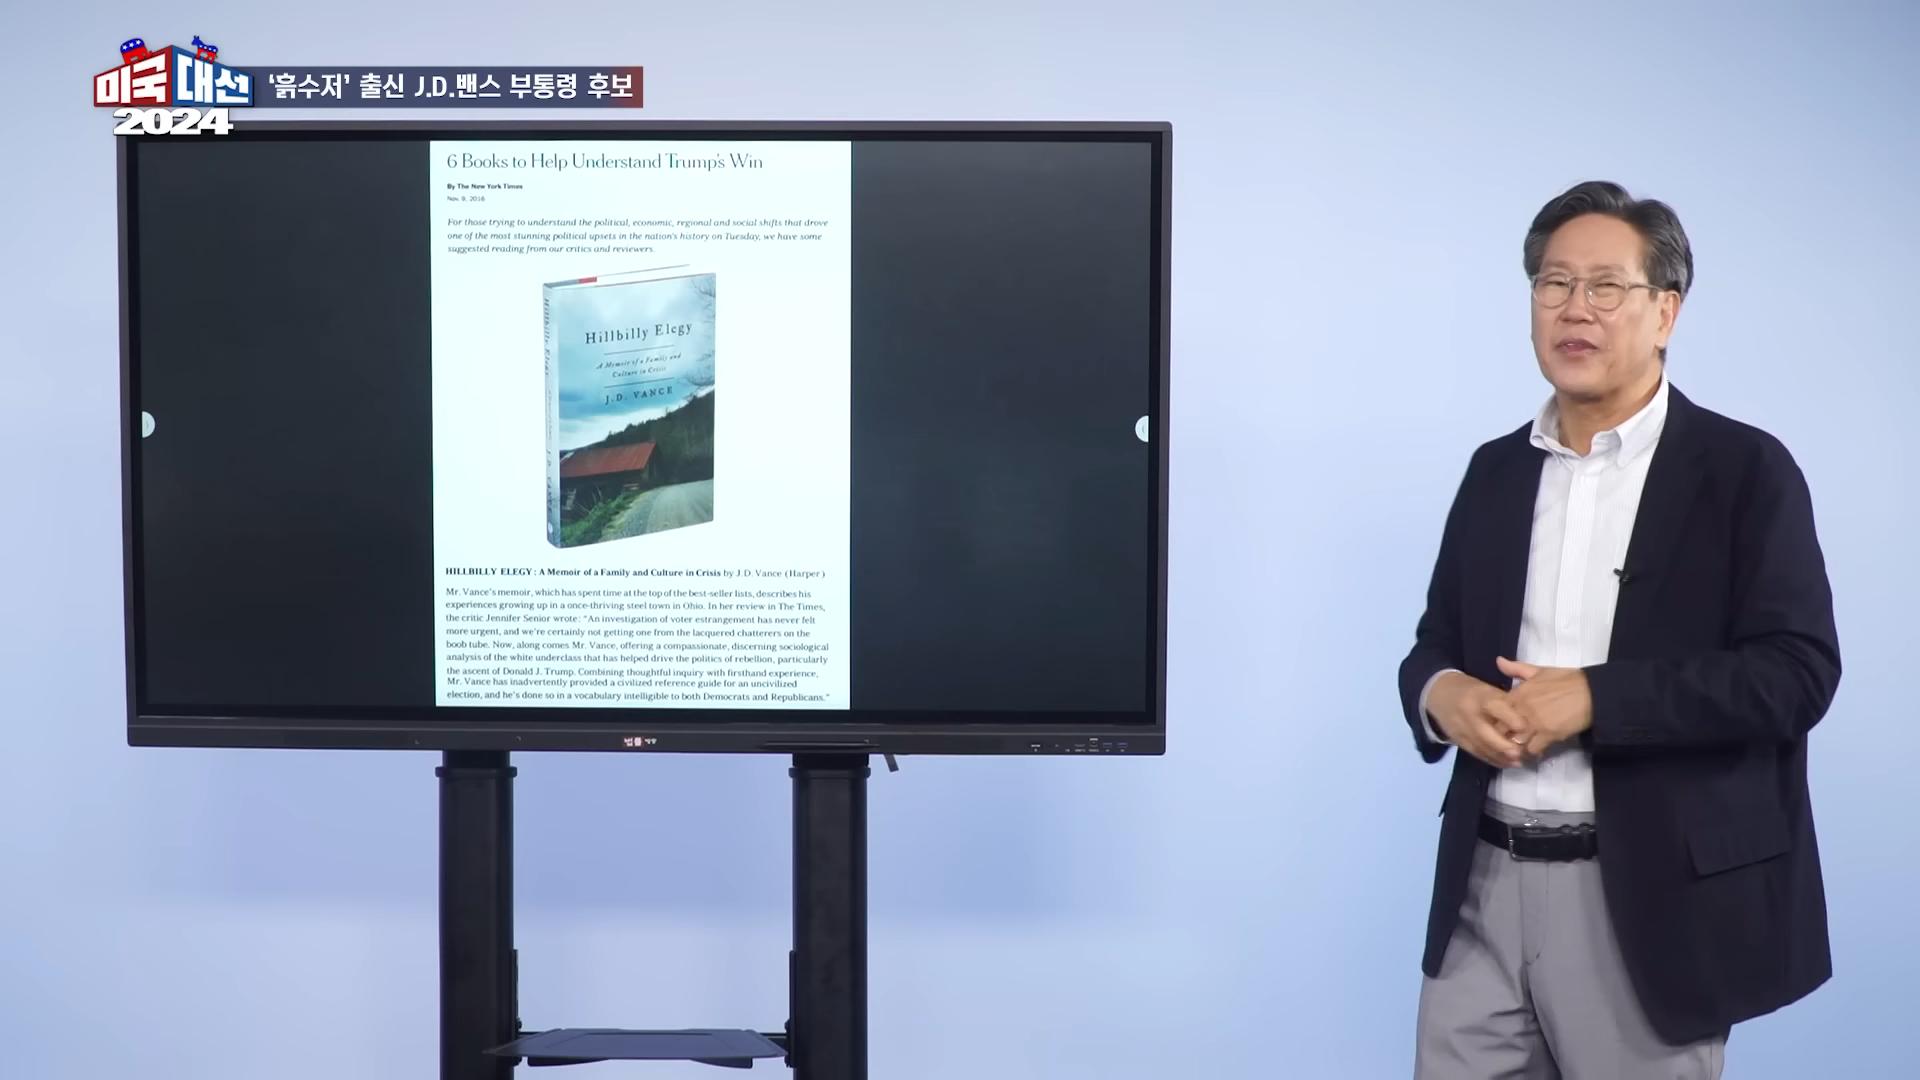 미국 대선
2024
‘흙수저’ 출신 J.D.밴스 부통령 후보
6 Books to Help Understand Trump's Win
By The New York Times
Nov. 9, 2016
For those trying to understand the political, economic, regional and social shifts that drove
one of the most stunning political upsets in the nation's history on Tuesday, we have some
suggested reading from our critics and reviewers.
Hillbilly Elegy
A Memoir of a Family and
Culture in Crisis
J.D. VANCE
HILLBILLY ELEGY: A Memoir of a Family and Culture in Crisis by J.D. Vance (Harper)
Mr. Vance's memoir, which has spent time at the top of the best-seller lists, describes his
experiences growing up in a once-thriving steel town in Ohio. In her review in The Times,
the critic Jennifer Senior wrote: “An investigation of voter estrangement has never felt
more urgent, and we're certainly not getting one from the lacquered chatterers on the
boob tube. Now, along comes Mr. Vance, offering a compassionate, discerning sociological
analysis of the white underclass that has helped drive the politics of rebellion, particularly
the ascent of Donald J. Trump. Combining thoughtful inquiry with firsthand experience,
Mr. Vance has inadvertently provided a civilized reference guide for an uncivilized
election, and he's done so in a vocabulary intelligible to both Democrats and Republicans.”